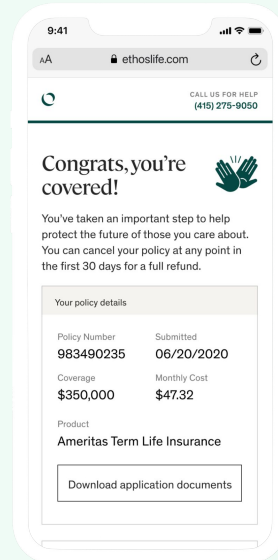 9:41
AA
ethoslife.com
CALL US FOR HELP
(415) 275-9050
Congrats, you're
covered!
You've taken an important step to help
protect the future of those you care about.
You can cancel your policy at any point in
the first 30 days for a full refund.
Your policy details
Policy Number Submitted
983490235 06/20/2020
Coverage Monthly Cost
$350,000 $47.32
Product
Ameritas Term Life Insurance
Download application documents